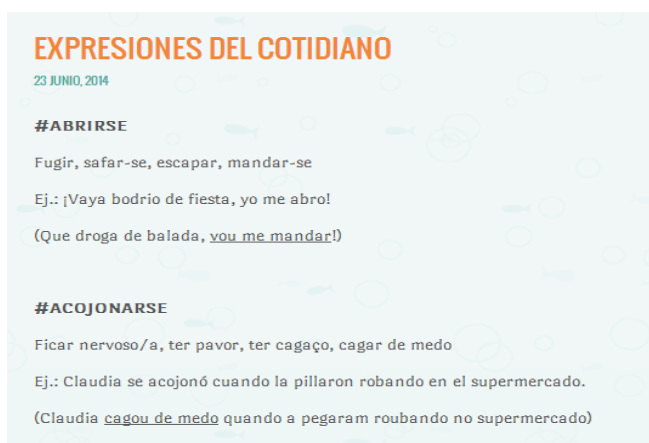 EXPRESIONES DEL COTIDIANO
23 JUNIO, 2014
#ABRIRSE
Fugir, safar-se, escapar, mandar-se
Ej.: ¡Vaya bodrio de fiesta, yo me abro!
(Que droga de balada, vou me mandar!)
#ACOJONARSE
Ficar nervoso/a, ter pavor, ter cagaço, cagar de medo
Ej.: Claudia se acojonó cuando la pillaron robando en el supermercado.
(Claudia cagou de medo quando a pegaram roubando no supermercado)